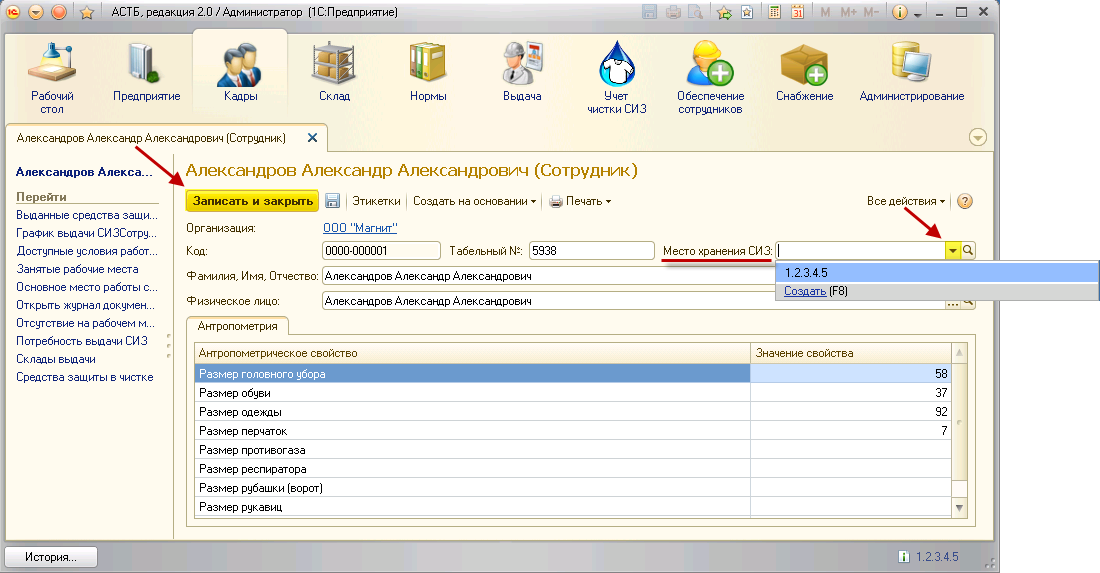 АСТБ, редакция 2.0 / Администратор (1С:Предприятие)
M M+ M-
Рабочий стол
Предприятие
Кадры
Склад
Нормы
Выдача
Учет чистки СИЗ
Обеспечение сотрудников
Снабжение
Администрирование
Александров Александр Александрович (Сотрудник)
Александров Алекса...
Перейти
Выданные средства защи...
График выдачи СИЗСотру...
Доступные условия работ...
Занятые рабочие места
Основное место работы с...
Открыть журнал докумен...
Отсутствие на рабочем м...
Потребность выдачи СИЗ
Склады выдачи
Средства защиты в чистке
Александров Александр Александрович (Сотрудник)
Записать и закрыть Этикетки Создать на основании Печать Все действия
Организация: ООО "Магнит"
Код: 0000-000001 Табельный №: 5938 Место хранения СИЗ:
1.2.3.4.5
Создать (F8)
Фамилия, Имя, Отчество: Александров Александр Александрович
Физическое лицо: Александров Александр Александрович
Антропометрия
Антропометрическое свойство Значение свойства
Размер головного убора 58
Размер обуви 37
Размер одежды 92
Размер перчаток 7
Размер противогаза
Размер респиратора
Размер рубашки (ворот)
Размер рукавиц
История... 1.2.3.4.5